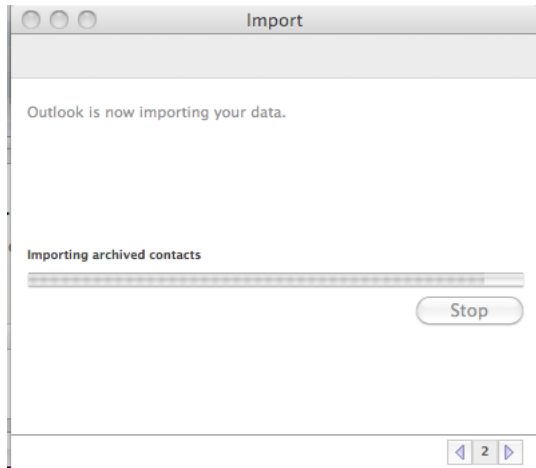 Import
Outlook is now importing your data.
Importing archived contacts
Stop
2